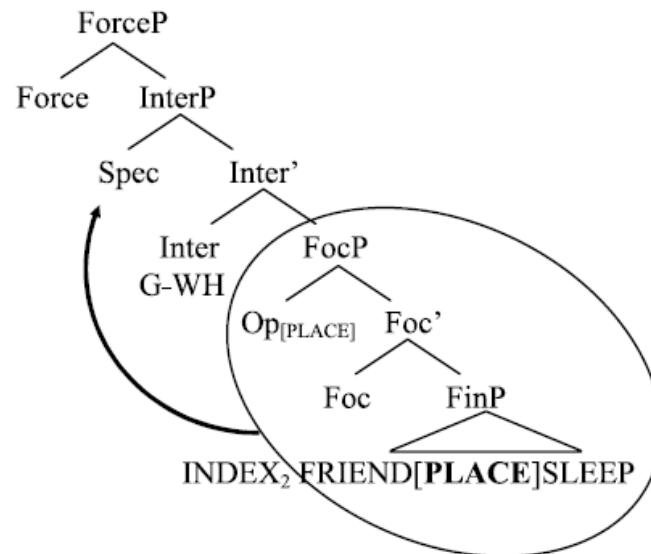 ForceP
Force InterP
Spec Inter’
Inter FocP
G-WH
Op[PLACE] Foc’
Foc FinP
INDEX₂ FRIEND[PLACE]SLEEP